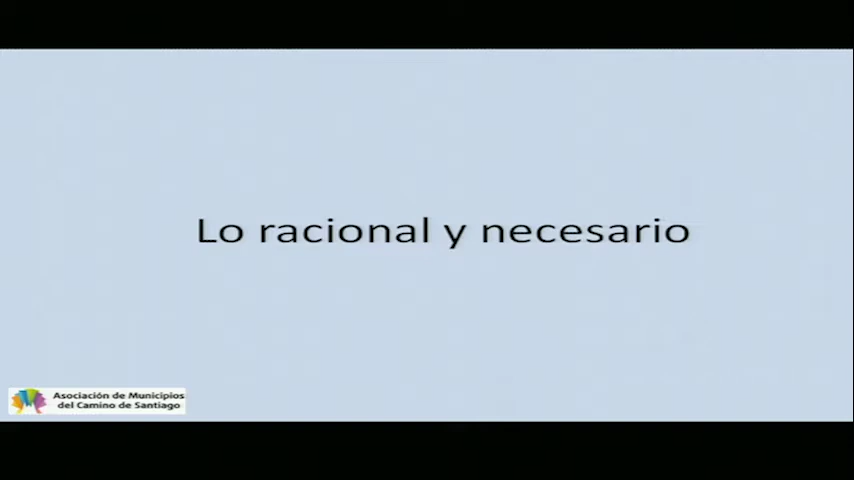 Lo racional y necesario
Asociación de Municipios
del Camino de Santiago